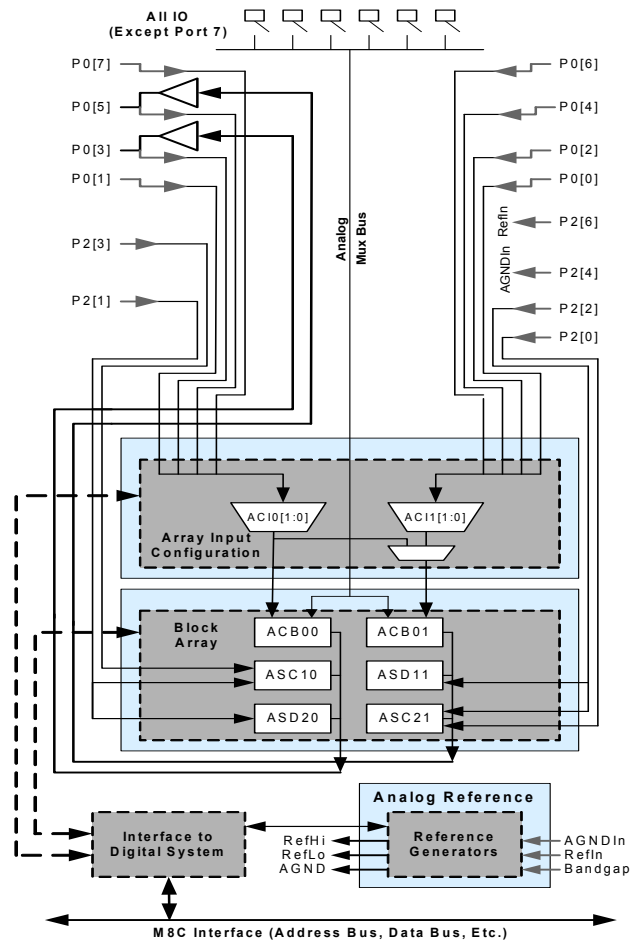 All IO
(Except Port 7)
P0[7]
P0[5]
P0[3]
P0[1]
P2[3]
P2[1]
P0[6]
P0[4]
P0[2]
P0[0]
P2[6]
P2[4]
P2[2]
P2[0]
Analog
Mux Bus
AGNDIn RefIn
ACI0[1:0]
ACI1[1:0]
Array Input
Configuration
Block
Array
ACB00
ACB01
ASC10
ASD11
ASD20
ASC21
Analog Reference
Interface to
Digital System
RefHi
RefLo
AGND
Reference
Generators
AGNDIn
RefIn
Bandgap
M8C Interface (Address Bus, Data Bus, Etc.)